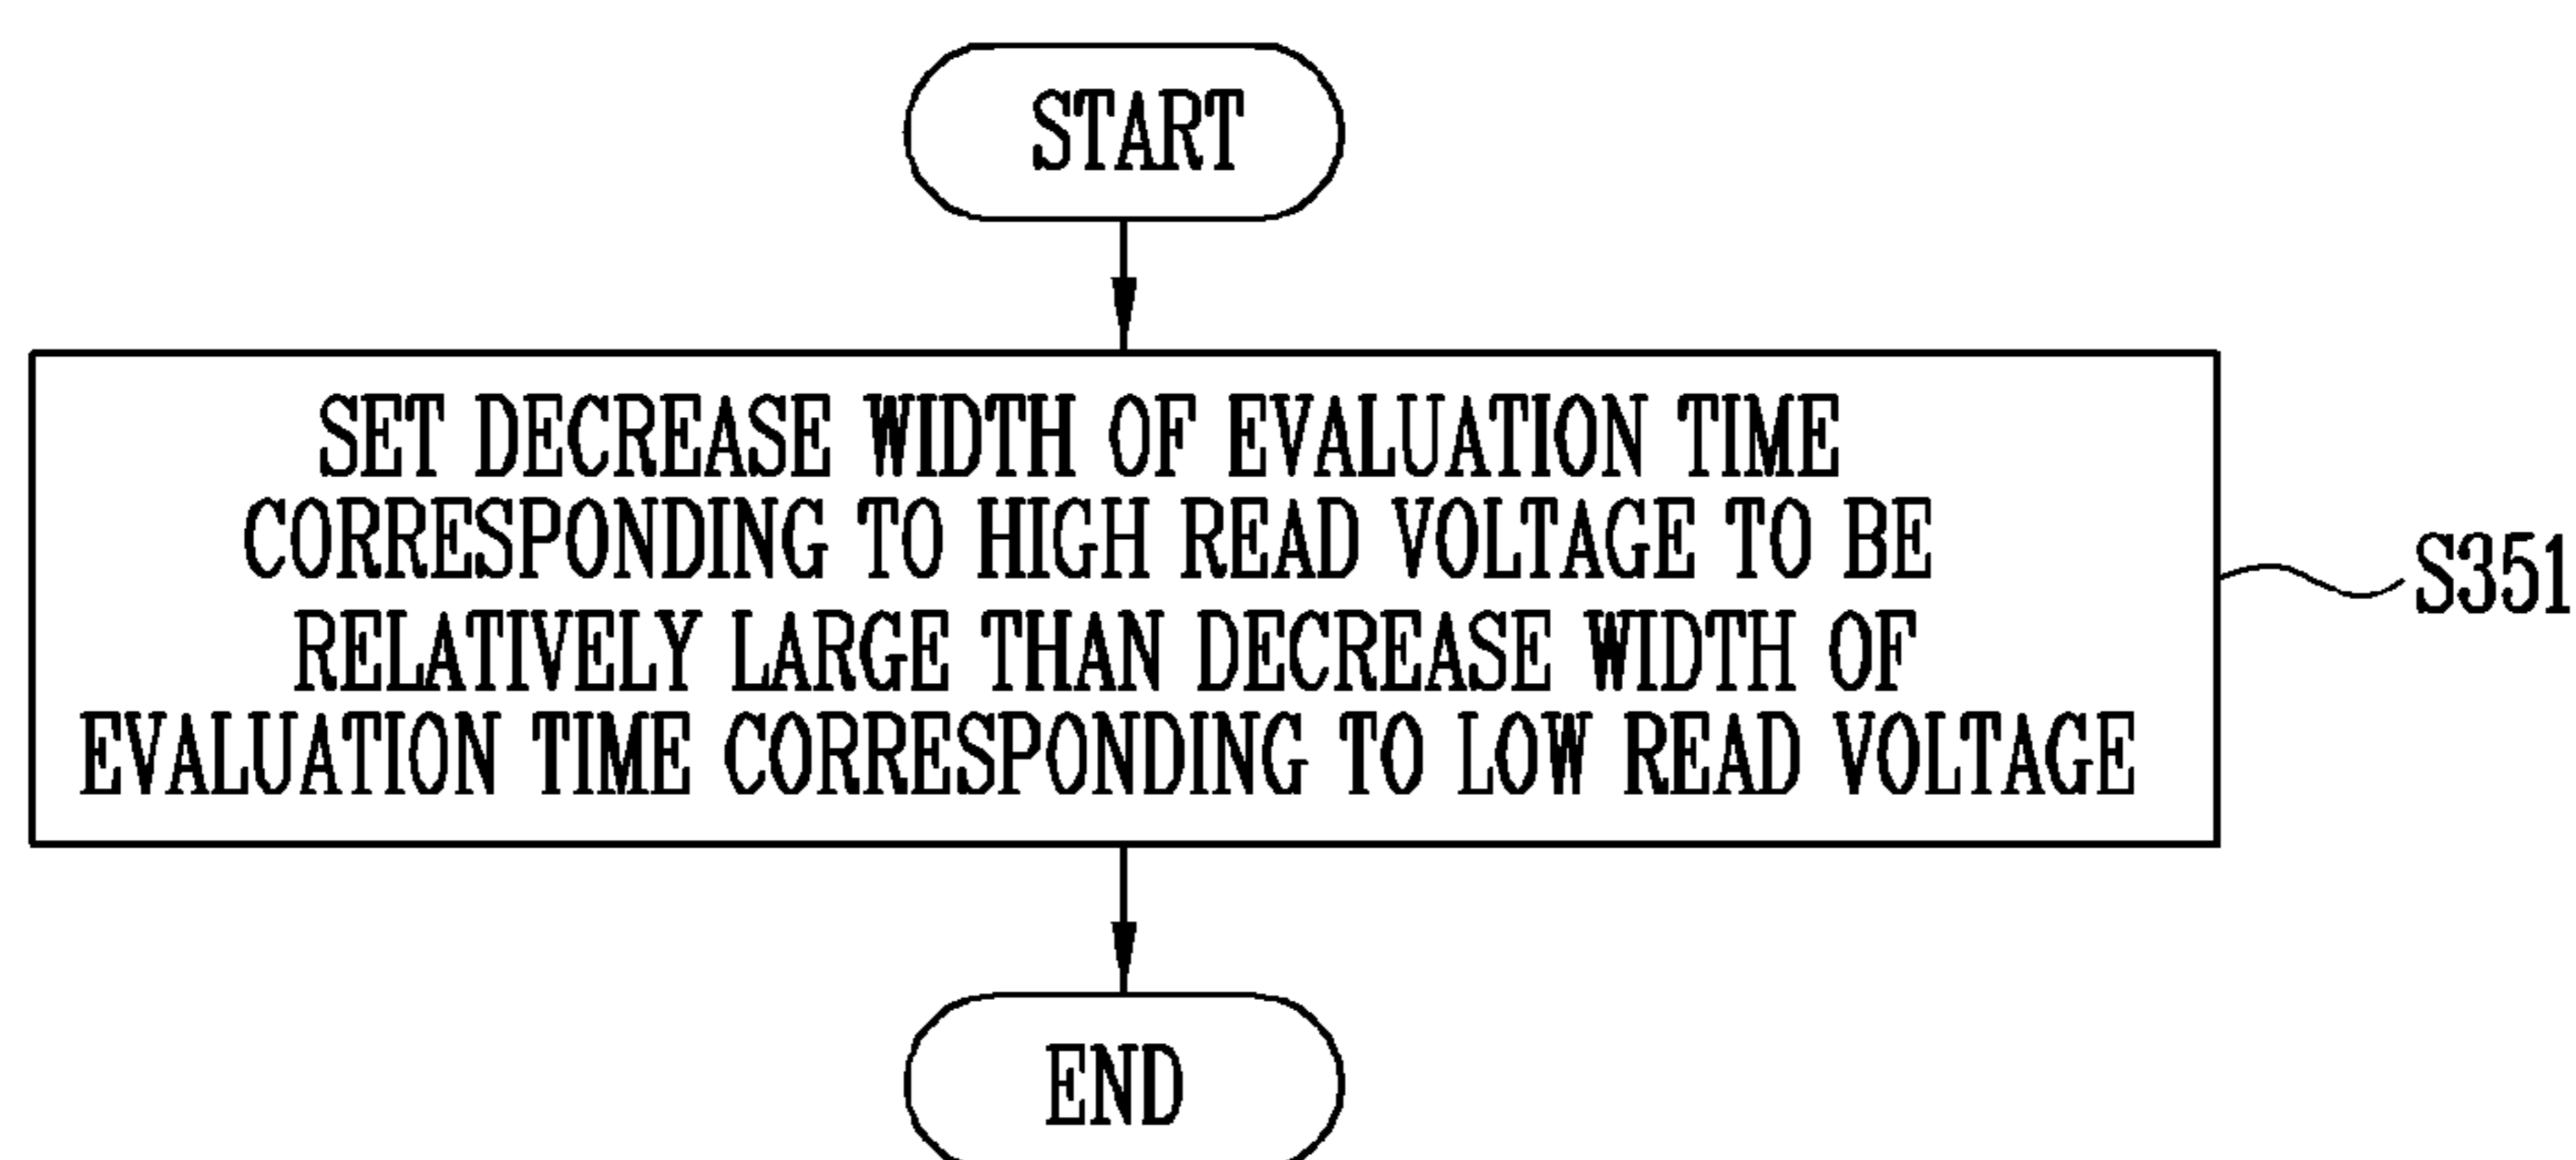 START
SET DECREASE WIDTH OF EVALUATION TIME
CORRESPONDING TO HIGH READ VOLTAGE TO BE
RELATIVELY LARGE THAN DECREASE WIDTH OF
EVALUATION TIME CORRESPONDING TO LOW READ VOLTAGE
S351
END